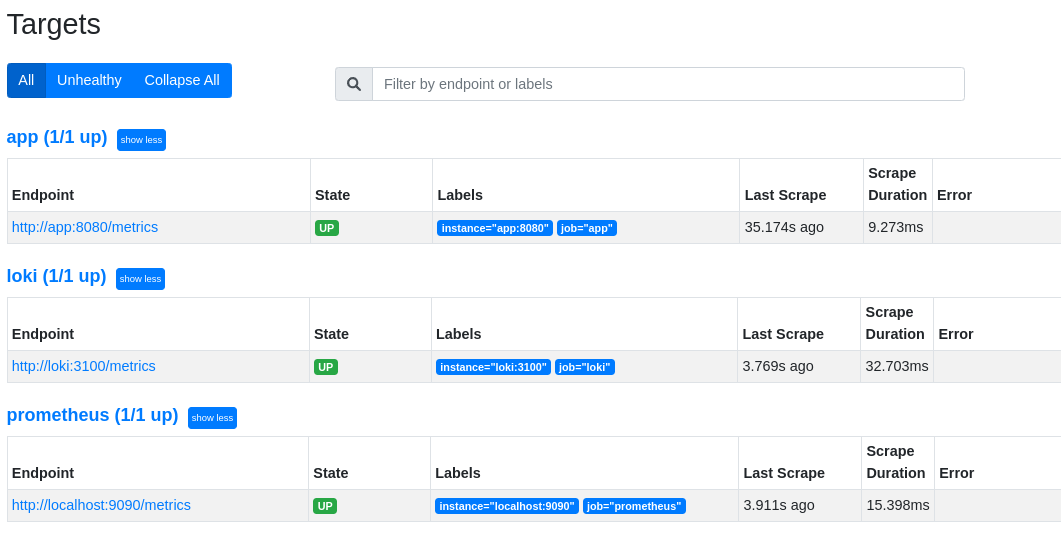 Targets
All Unhealthy Collapse All
Filter by endpoint or labels
app (1/1 up) show less
Endpoint State Labels Last Scrape Scrape Duration Error
http://app:8080/metrics UP instance="app:8080" job="app" 35.174s ago 9.273ms
loki (1/1 up) show less
Endpoint State Labels Last Scrape Scrape Duration Error
http://loki:3100/metrics UP instance="loki:3100" job="loki" 3.769s ago 32.703ms
prometheus (1/1 up) show less
Endpoint State Labels Last Scrape Scrape Duration Error
http://localhost:9090/metrics UP instance="localhost:9090" job="prometheus" 3.911s ago 15.398ms